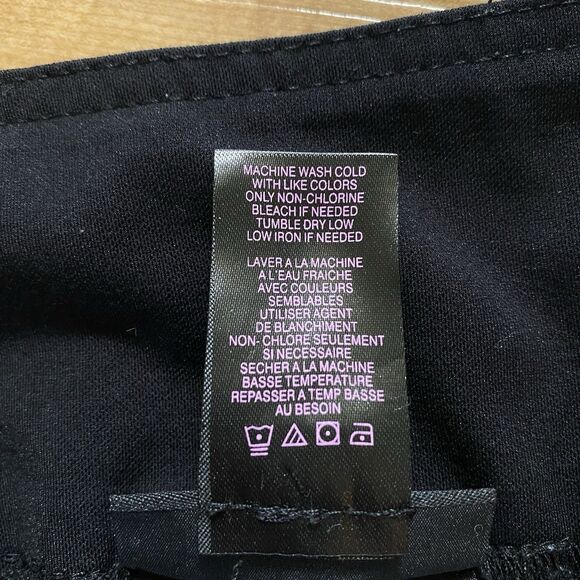 MACHINE WASH COLD
WITH LIKE COLORS
ONLY NON-CHLORINE
BLEACH IF NEEDED
TUMBLE DRY LOW
LOW IRON IF NEEDED
LAVER A LA MACHINE
A L'EAU FRAICHE
AVEC COULEURS
SEMBLABLES
UTILISER AGENT
DE BLANCHIMENT
NON- CHLORE SEULEMENT
SI NECESSAIRE
SECHER A LA MACHINE
BASSE TEMPERATURE
REPASSER A TEMP BASSE
AU BESOIN